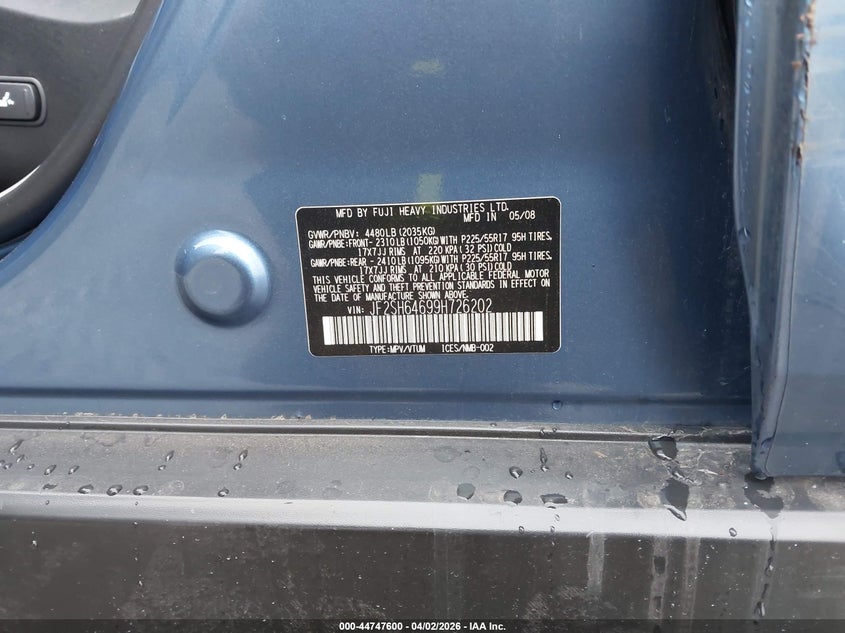 MFD BY FUJI HEAVY INDUSTRIES LTD.
MFD IN 05/08
GVWR/PNBV: 4480LB (2035KG)
GAWR/PNBE:FRONT- 2310LB(1050KG)WITH P225/55R17 95H TIRES,
17X7JJ RIMS AT 220 KPA(32 PSI)COLD
GAWR/PNBE:REAR - 2410LB(1095KG)WITH P225/55R17 95H TIRES,
17X7JJ RIMS AT 210 KPA(30 PSI)COLD
THIS VEHICLE CONFORMS TO ALL APPLICABLE FEDERAL MOTOR
VEHICLE SAFETY AND THEFT PREVENTION STANDARDS IN EFFECT ON
THE DATE OF MANUFACTURE SHOWN ABOVE.
VIN: JF2SH64699H726202
TYPE:MPV/VTUM ICES/NMB-002
000-44747600 - 04/02/2026 - IAA Inc.